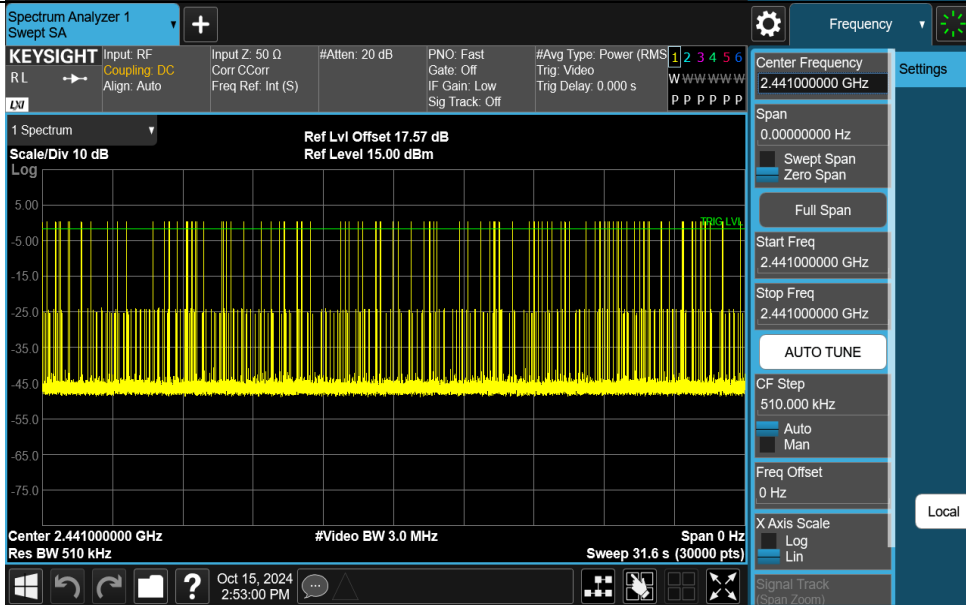 Spectrum Analyzer 1
Swept SA
+
Frequency
KEYSIGHT
RL
LXI
Input: RF
Coupling: DC
Align: Auto
Input Z: 50 Ω
Corr CCorr
Freq Ref: Int (S)
#Atten: 20 dB
PNO: Fast
Gate: Off
IF Gain: Low
Sig Track: Off
#Avg Type: Power (RMS
Trig: Video
Trig Delay: 0.000 s
1 2 3 4 5 6
W W W W W W
P P P P P P
Center Frequency
2.441000000 GHz
Settings
Span
0.00000000 Hz
Swept Span
Zero Span
Full Span
Start Freq
2.441000000 GHz
Stop Freq
2.441000000 GHz
AUTO TUNE
CF Step
510.000 kHz
Auto
Man
Freq Offset
0 Hz
X Axis Scale
Log
Lin
Signal Track
(Span Zoom)
Local
1 Spectrum
Scale/Div 10 dB
Log
Ref Lvl Offset 17.57 dB
Ref Level 15.00 dBm
TRIG LVL
5.00
-5.00
-15.0
-25.0
-35.0
-45.0
-55.0
-65.0
-75.0
Center 2.441000000 GHz
Res BW 510 kHz
#Video BW 3.0 MHz
Span 0 Hz
Sweep 31.6 s (30000 pts)
?
Oct 15, 2024
2:53:00 PM